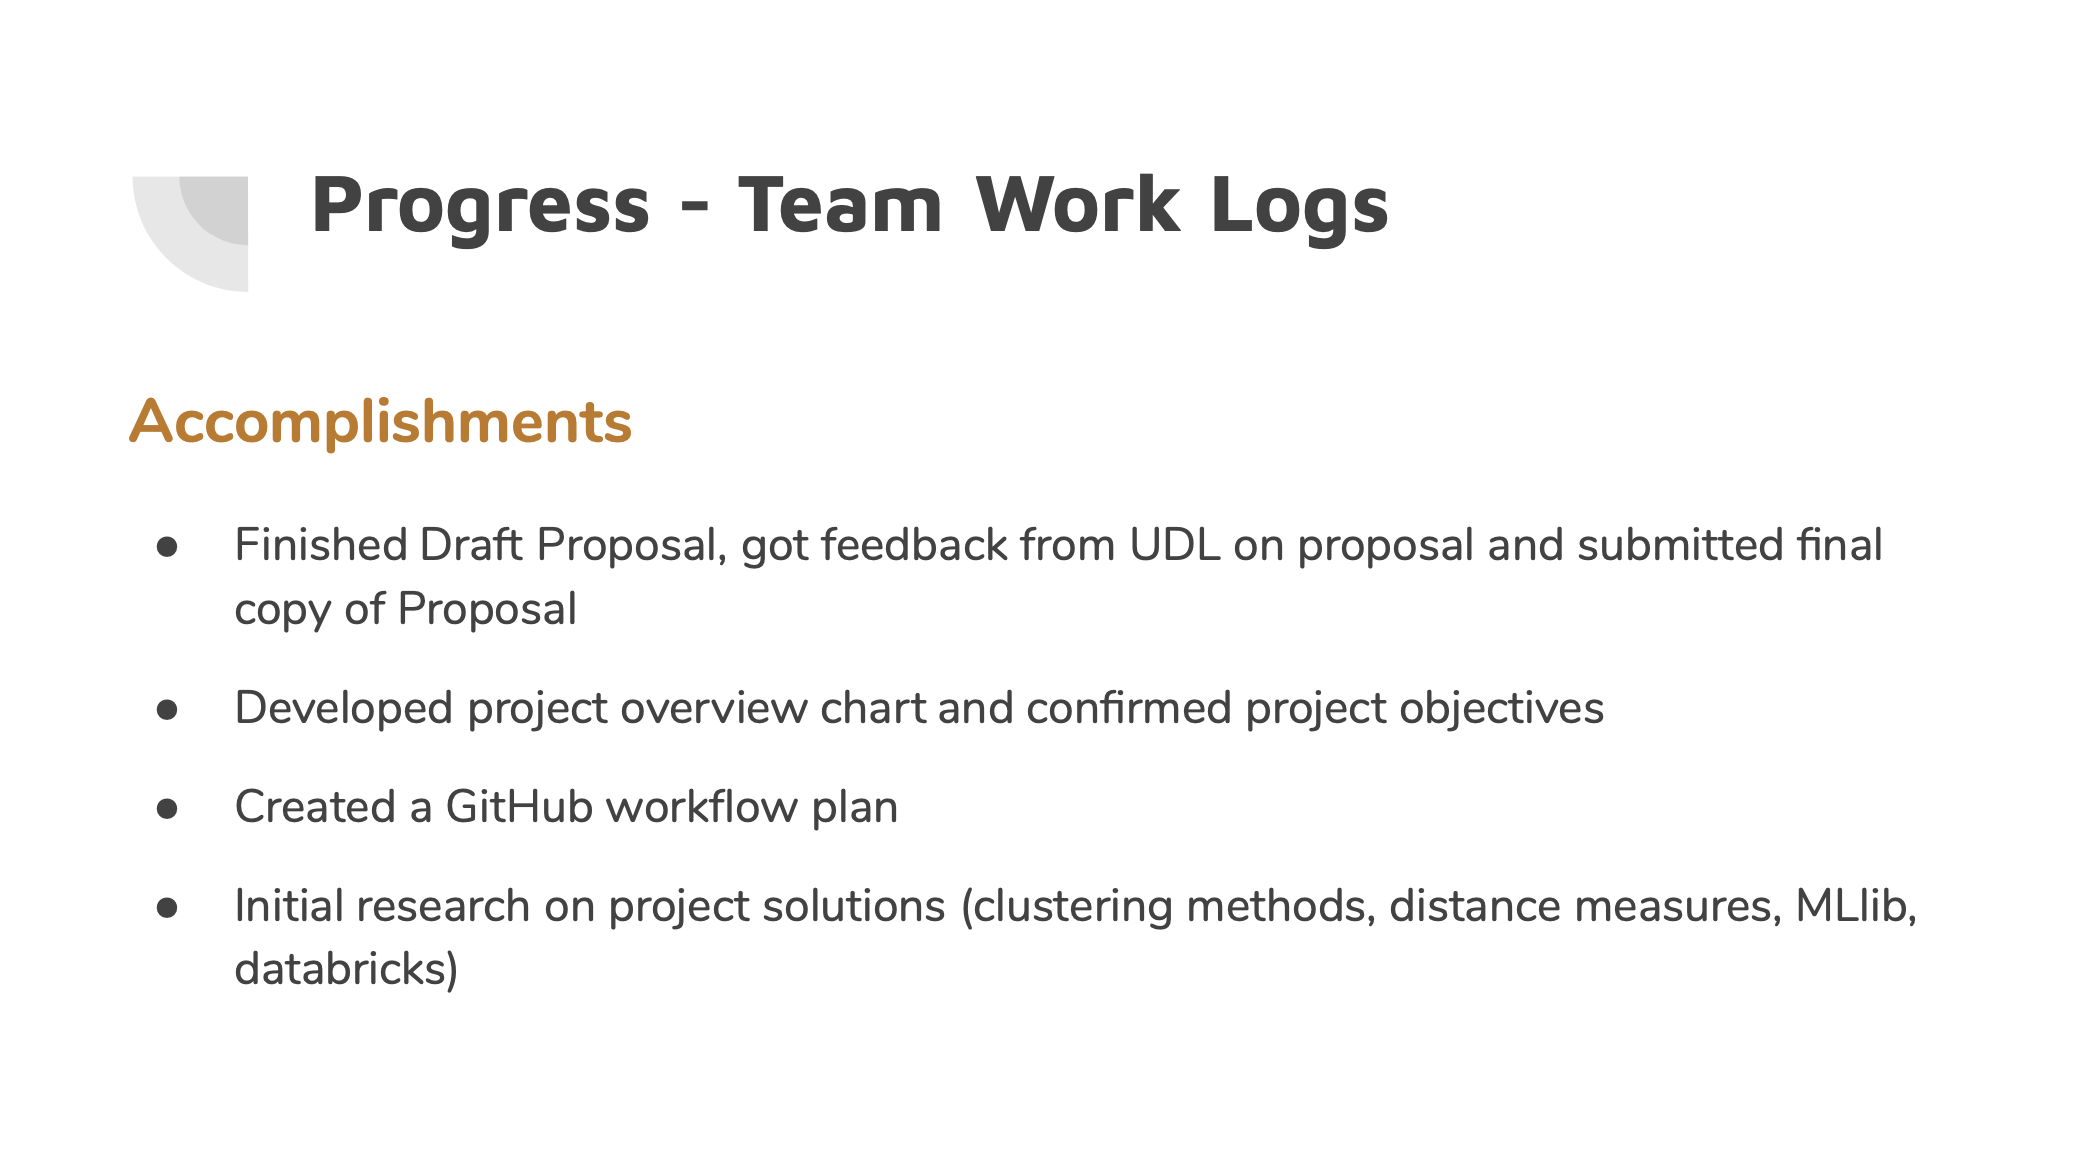 Progress - Team Work Logs
Accomplishments
● Finished Draft Proposal, got feedback from UDL on proposal and submitted final
copy of Proposal
● Developed project overview chart and confirmed project objectives
● Created a GitHub workflow plan
● Initial research on project solutions (clustering methods, distance measures, MLlib,
databricks)